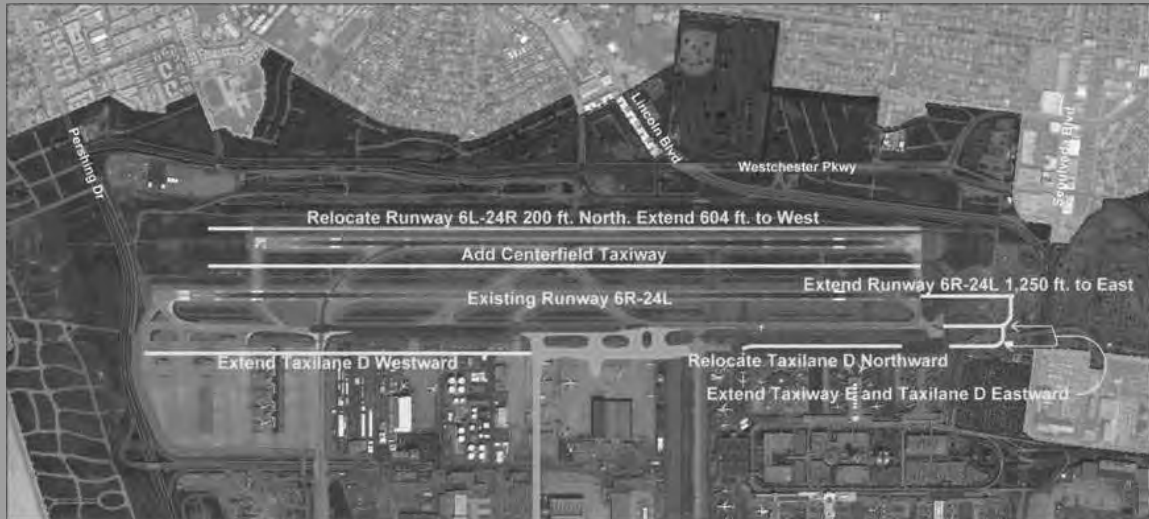 Pershing Dr
Lincoln Blvd
Sepulveda Blvd
Westchester Pkwy
Relocate Runway 6L-24R 200 ft. North. Extend 604 ft. to West
Add Centerfield Taxiway
Extend Runway 6R-24L 1,250 ft. to East
Existing Runway 6R-24L
Extend Taxilane D Westward
Relocate Taxilane D Northward
Extend Taxiway E and Taxilane D Eastward